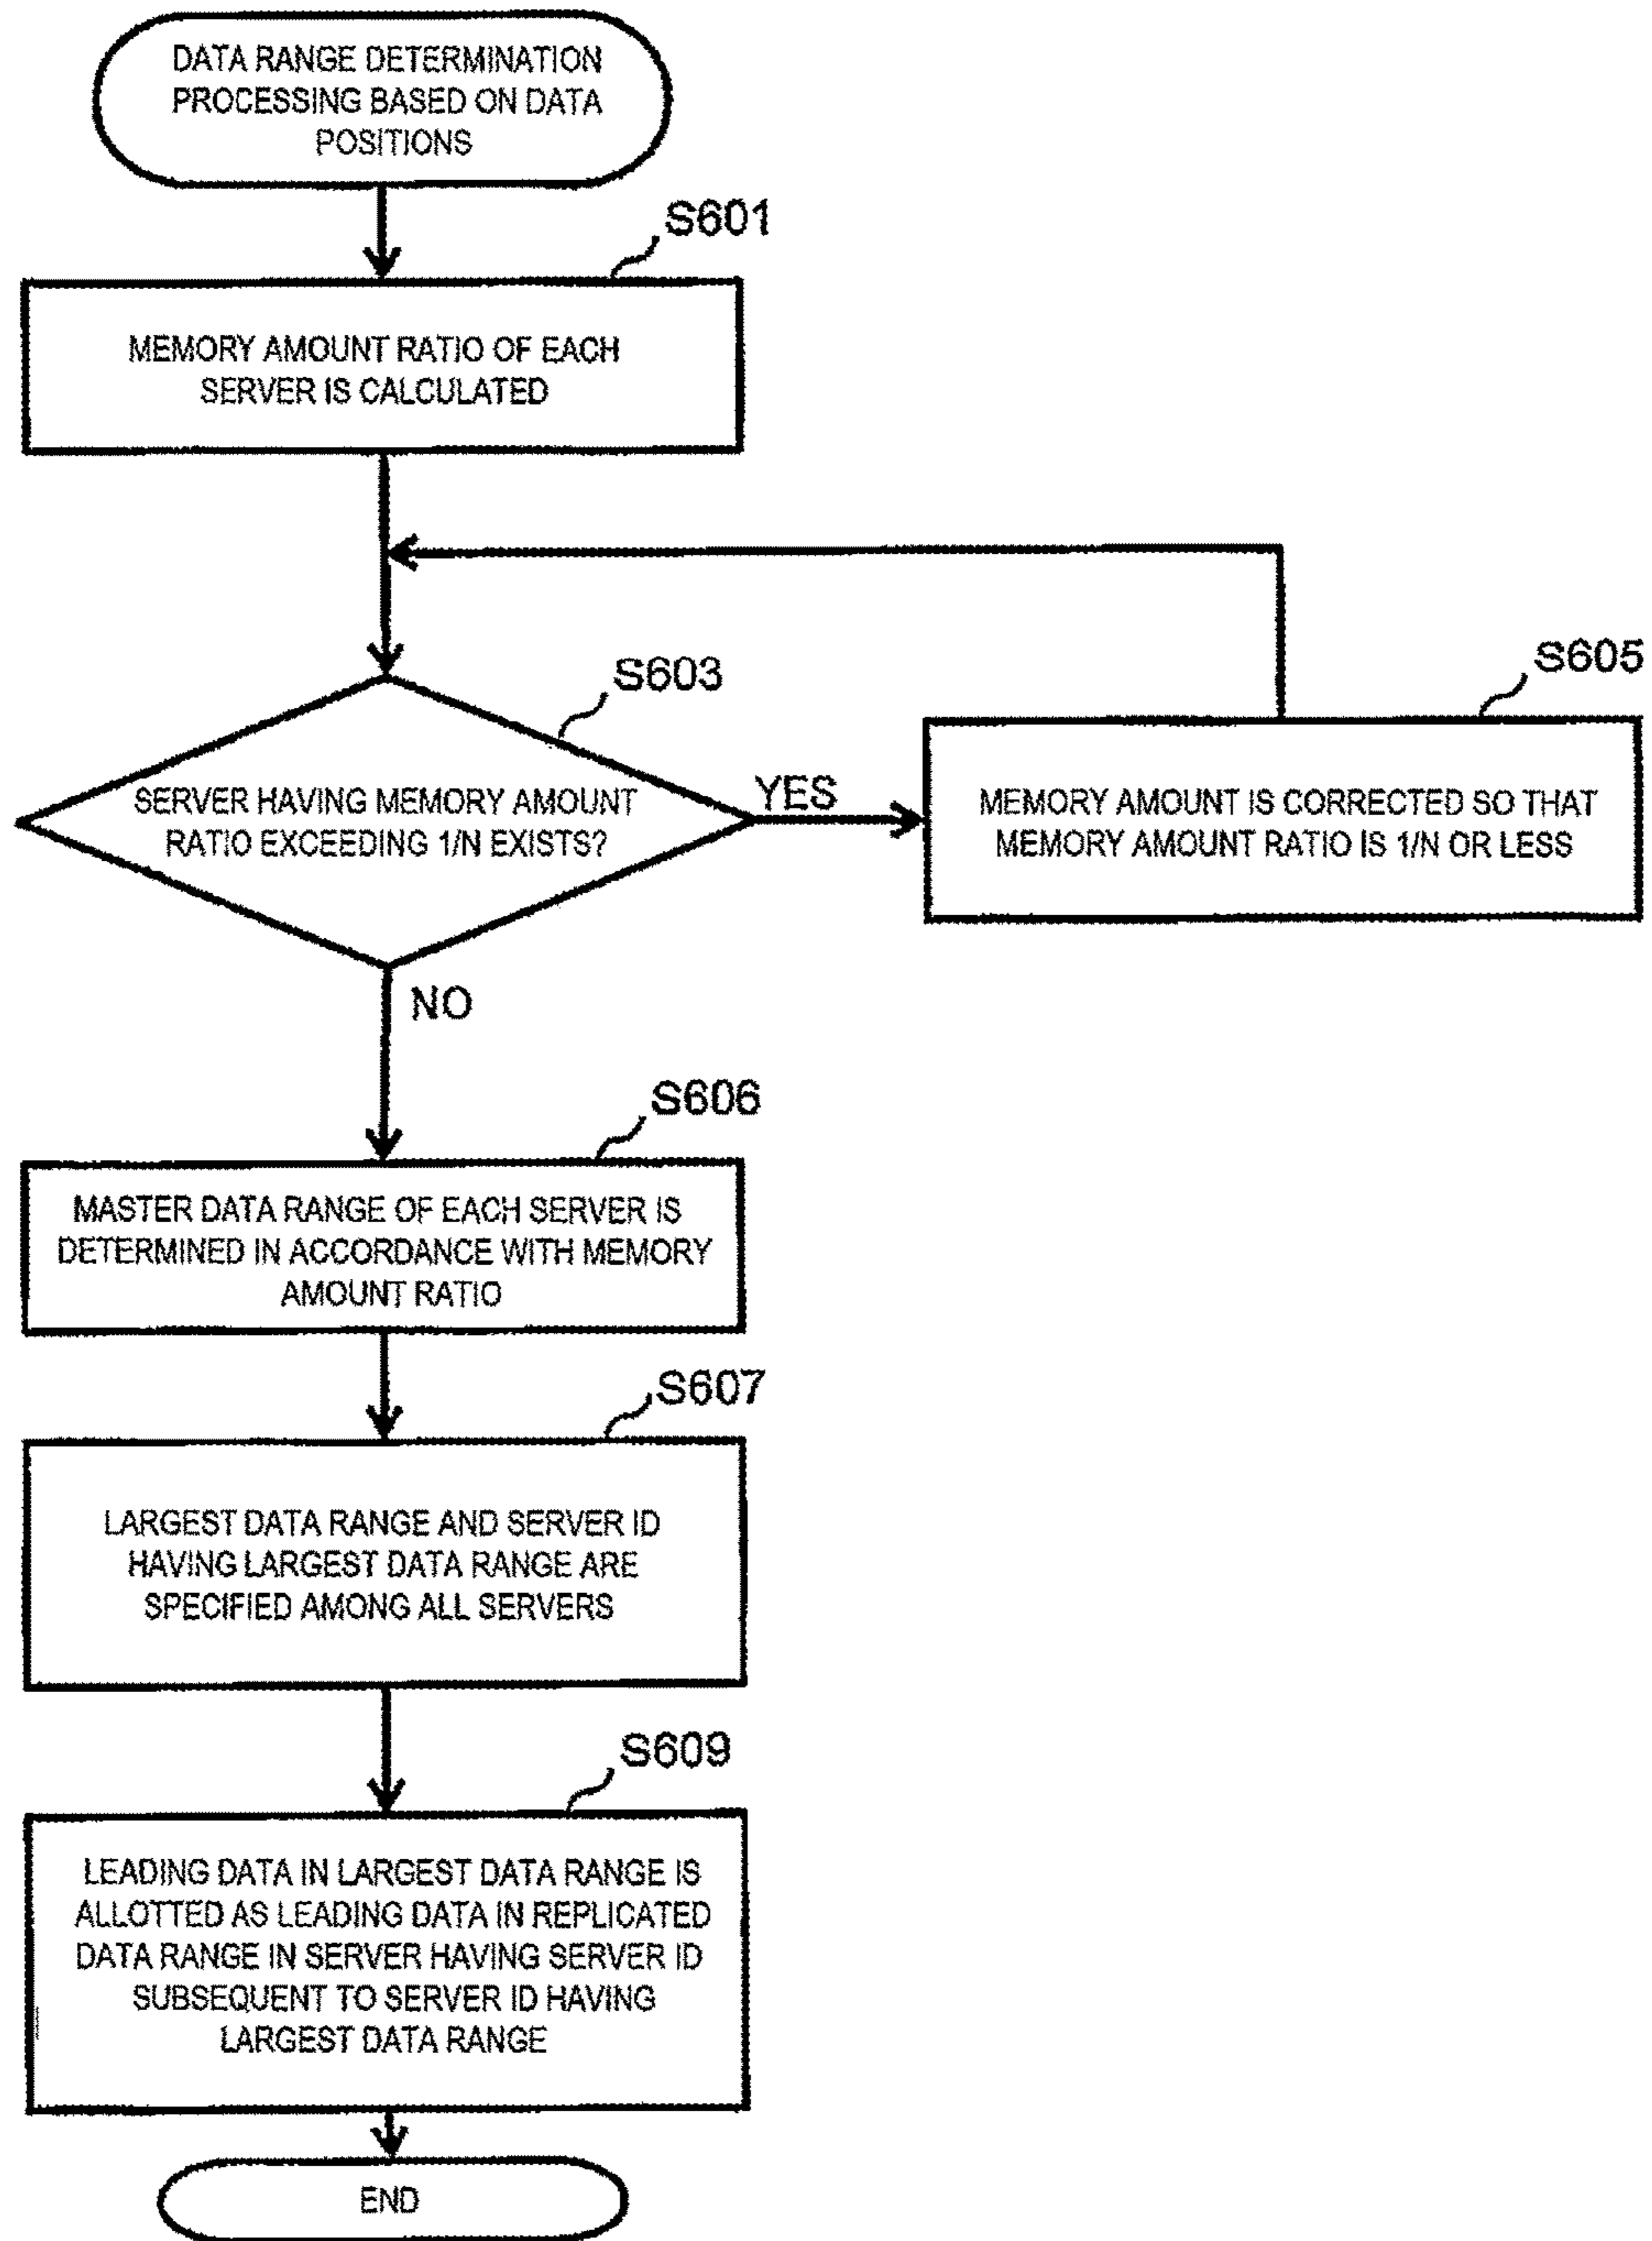 DATA RANGE DETERMINATION
PROCESSING BASED ON DATA
POSITIONS
S601
MEMORY AMOUNT RATIO OF EACH
SERVER IS CALCULATED
S603
SERVER HAVING MEMORY AMOUNT
RATIO EXCEEDING 1/N EXISTS?
YES
S605
MEMORY AMOUNT IS CORRECTED SO THAT
MEMORY AMOUNT RATIO IS 1/N OR LESS
NO
S606
MASTER DATA RANGE OF EACH SERVER IS
DETERMINED IN ACCORDANCE WITH MEMORY
AMOUNT RATIO
S607
LARGEST DATA RANGE AND SERVER ID
HAVING LARGEST DATA RANGE ARE
SPECIFIED AMONG ALL SERVERS
S609
LEADING DATA IN LARGEST DATA RANGE IS
ALLOTTED AS LEADING DATA IN REPLICATED
DATA RANGE IN SERVER HAVING SERVER ID
SUBSEQUENT TO SERVER ID HAVING
LARGEST DATA RANGE
END